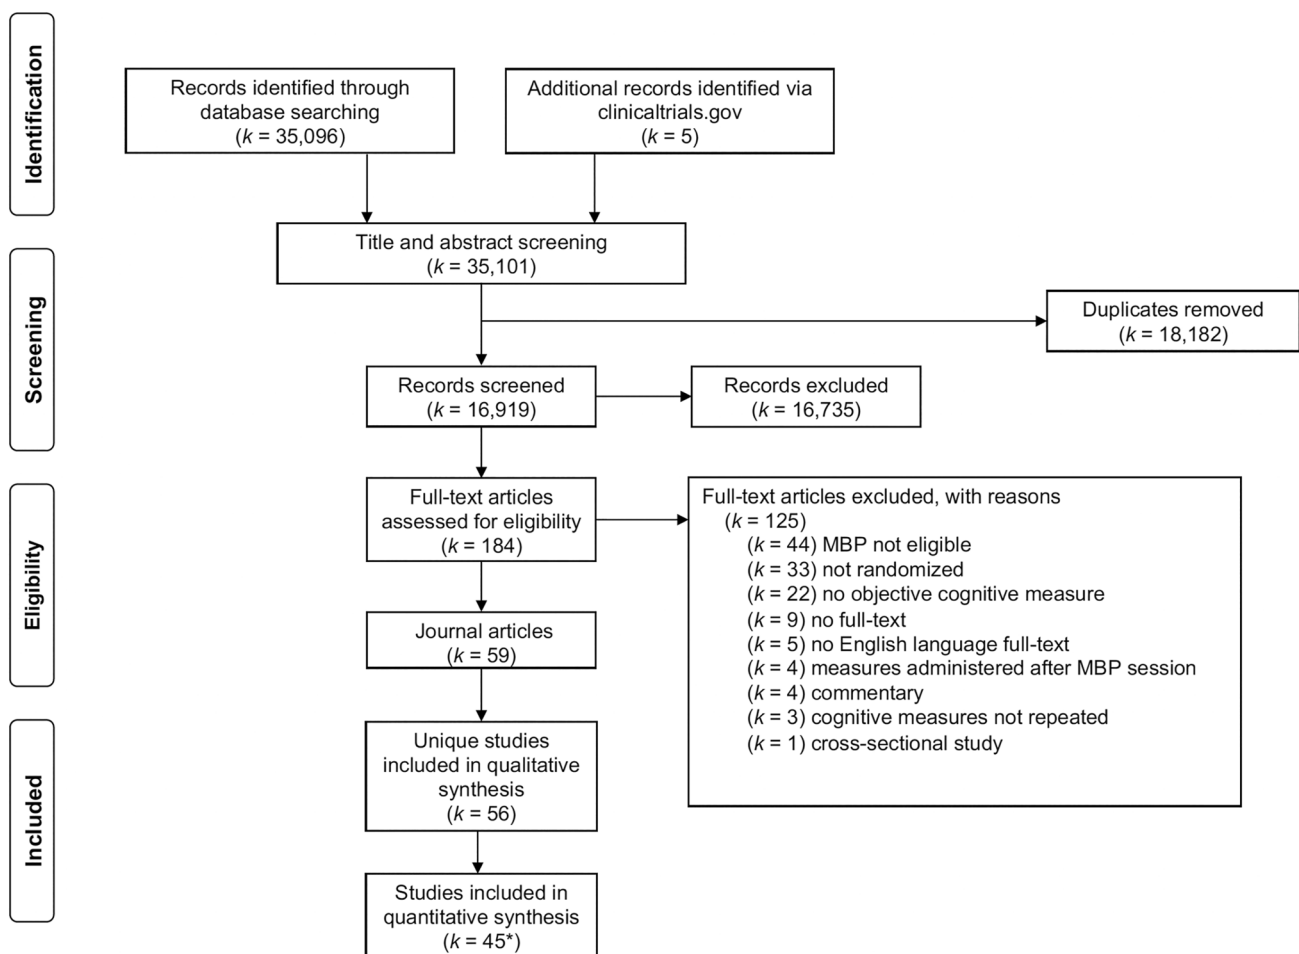 Identification
Records identified through
database searching
(k = 35,096)
Additional records identified via
clinicaltrials.gov
(k = 5)
Title and abstract screening
(k = 35,101)
Screening
Duplicates removed
(k = 18,182)
Records screened
(k = 16,919)
Records excluded
(k = 16,735)
Eligibility
Full-text articles
assessed for eligibility
(k = 184)
Full-text articles excluded, with reasons
(k = 125)
(k = 44) MBP not eligible
(k = 33) not randomized
(k = 22) no objective cognitive measure
(k = 9) no full-text
(k = 5) no English language full-text
(k = 4) measures administered after MBP session
(k = 4) commentary
(k = 3) cognitive measures not repeated
(k = 1) cross-sectional study
Journal articles
(k = 59)
Included
Unique studies
included in qualitative
synthesis
(k = 56)
Studies included in
quantitative synthesis
(k = 45*)